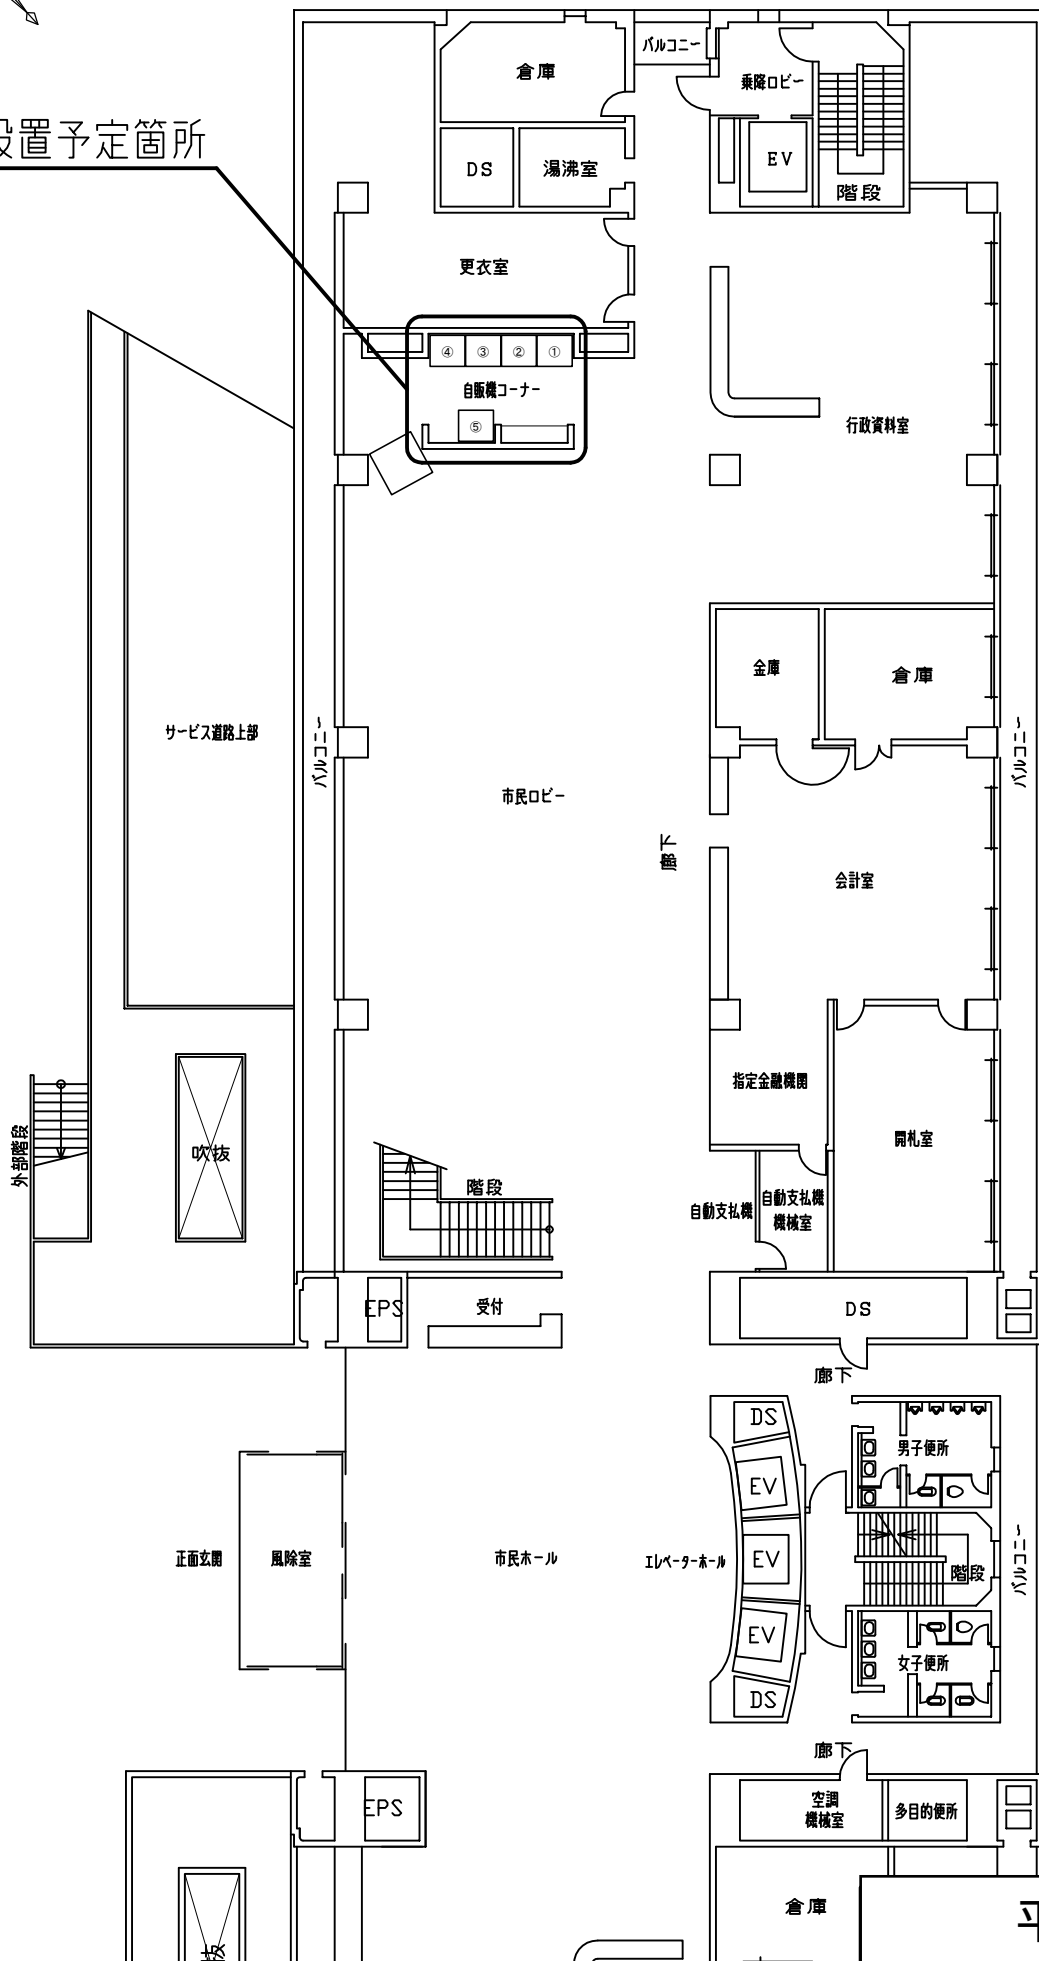 バルコニー
倉庫
乗降ロビー
設置予定箇所
DS
湯沸室
EV
階段
更衣室
④
③
②
①
自販機コーナー
⑤
行政資料室
金庫
倉庫
サービス道路上部
バルコニー
バルコニー
市民ロビー
廊下
会計室
指定金融機関
開札室
外部階段
吹抜
階段
自動支払機
自動支払機
機械室
EPS
受付
DS
廊下
DS
男子便所
EV
正面玄関
風除室
市民ホール
エレベーターホール
EV
階段
バルコニー
EV
女子便所
DS
廊下
EPS
空調
機械室
多目的便所
倉庫
抜